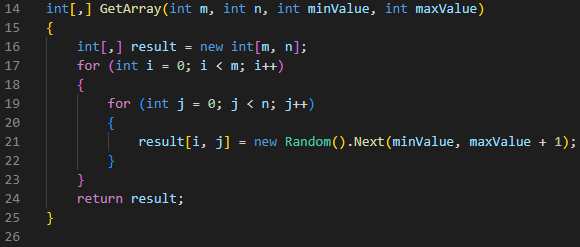 14 int[,] GetArray(int m, int n, int minValue, int maxValue)
15 {
16     int[,] result = new int[m, n];
17     for (int i = 0; i < m; i++)
18     {
19         for (int j = 0; j < n; j++)
20         {
21             result[i, j] = new Random().Next(minValue, maxValue + 1);
22         }
23     }
24     return result;
25 }
26